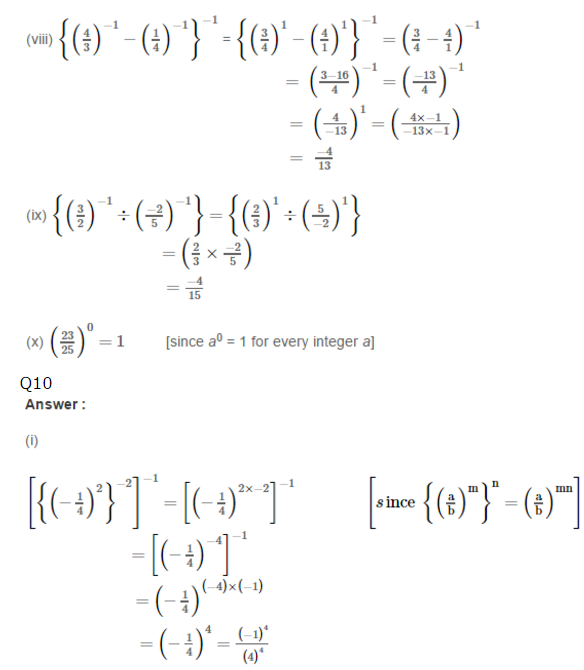 (viii) {(4/3)⁻¹ − (1/4)⁻¹}⁻¹ = {(3/4)¹ − (4/1)¹}⁻¹ = (3/4 − 4/1)⁻¹
= ((3−16)/4)⁻¹ = (−13/4)⁻¹
= (4/−13)¹ = ((4×−1)/(−13×−1))
= −4/13
(ix) {(3/2)⁻¹ ÷ (−2/5)⁻¹} = {(2/3)¹ ÷ (5/−2)¹}
= (2/3 × −2/5)
= −4/15
(x) (23/25)⁰ = 1 [since a⁰ = 1 for every integer a]
Q10
Answer :
(i)
[{(−1/4)²}⁻²]⁻¹ = [(−1/4)²ˣ⁻²]⁻¹ [since {(a/b)ᵐ}ⁿ = (a/b)ᵐⁿ]
= [(−1/4)⁻⁴]⁻¹
= (−1/4)⁽⁻⁴⁾ˣ⁽⁻¹⁾
= (−1/4)⁴ = (−1)⁴/(4)⁴